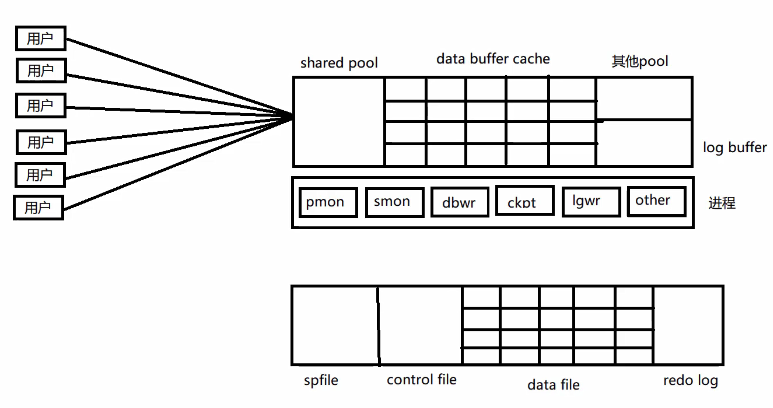 用户
用户
用户
用户
用户
用户
shared pool
data buffer cache
其他pool
log buffer
pmon
smon
dbwr
ckpt
lgwr
other
进程
spfile
control file
data file
redo log